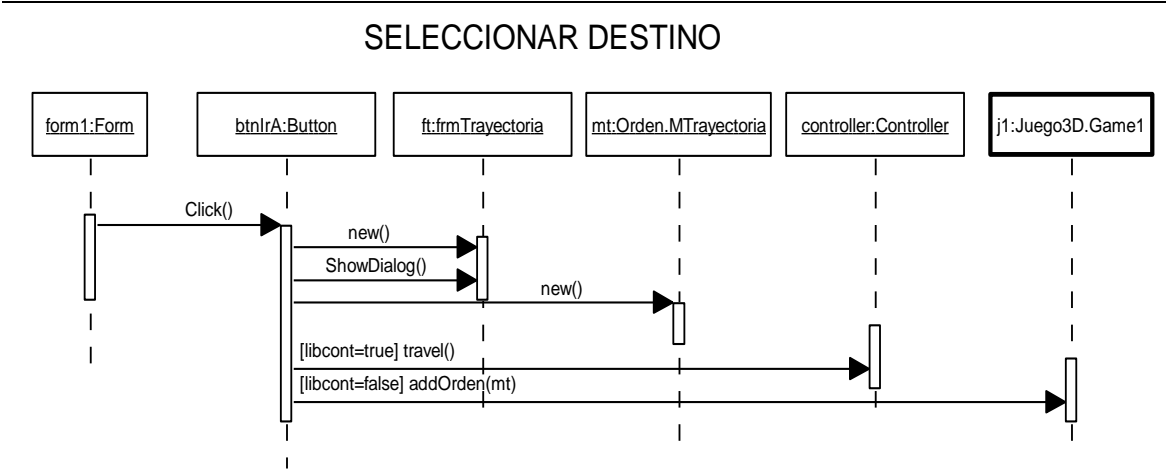 SELECCIONAR DESTINO
form1:Form
btnIrA:Button
ft:frmTrayectoria
mt:Orden.MTrayectoria
controller:Controller
j1:Juego3D.Game1
Click()
new()
ShowDialog()
new()
[libcont=true] travel()
[libcont=false] addOrden(mt)